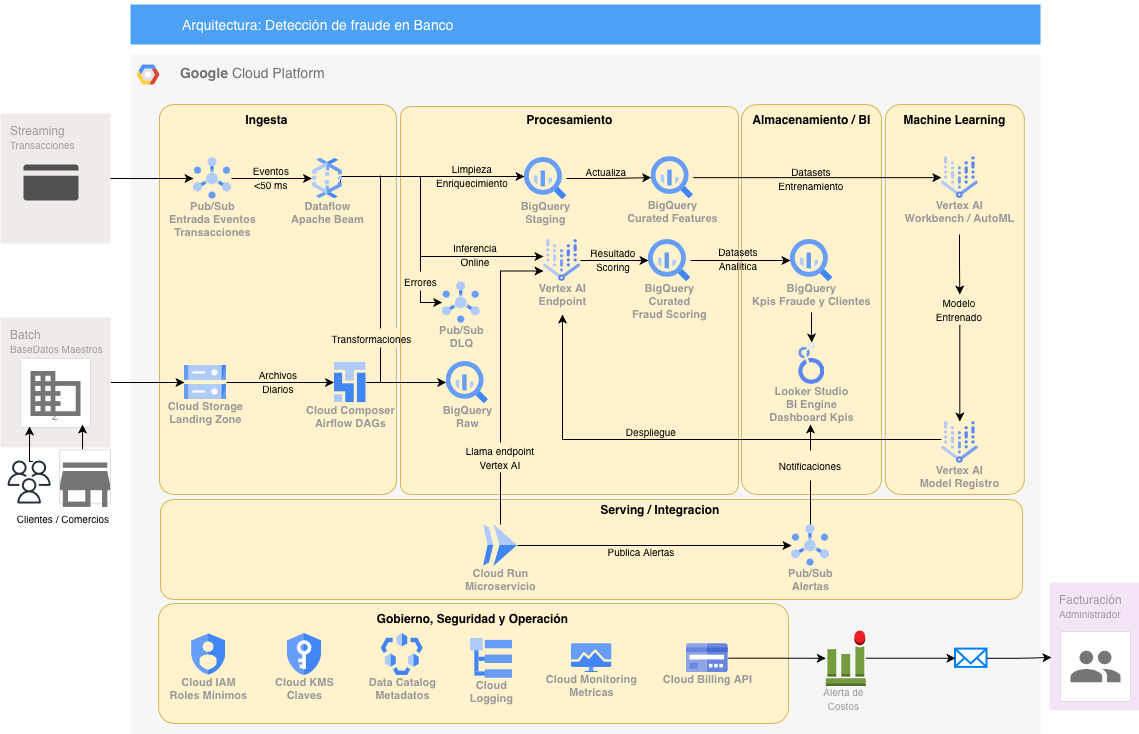 Arquitectura: Detección de fraude en Banco
Google Cloud Platform
Streaming
Transacciones
Batch
BaseDatos Maestros
Clientes / Comercios
Ingesta
Pub/Sub
Entrada Eventos
Transacciones
Eventos
<50 ms
Dataflow
Apache Beam
Cloud Storage
Landing Zone
Archivos
Diarios
Cloud Composer
Airflow DAGs
Transformaciones
Procesamiento
Limpieza
Enriquecimiento
BigQuery
Staging
Actualiza
BigQuery
Curated Features
Inferencia
Online
Vertex AI
Endpoint
Resultado
Scoring
BigQuery
Curated
Fraud Scoring
Errores
Pub/Sub
DLQ
BigQuery
Raw
Llama endpoint
Vertex AI
Despliegue
Almacenamiento / BI
Datasets
Entrenamiento
Datasets
Analítica
BigQuery
Kpis Fraude y Clientes
Looker Studio
BI Engine
Dashboard Kpis
Notificaciones
Machine Learning
Vertex AI
Workbench / AutoML
Modelo
Entrenado
Vertex AI
Model Registro
Serving / Integracion
Cloud Run
Microservicio
Publica Alertas
Pub/Sub
Alertas
Gobierno, Seguridad y Operación
Cloud IAM
Roles Mínimos
Cloud KMS
Claves
Data Catalog
Metadatos
Cloud
Logging
Cloud Monitoring
Metricas
Cloud Billing API
Alerta de
Costos
Facturación
Administrador